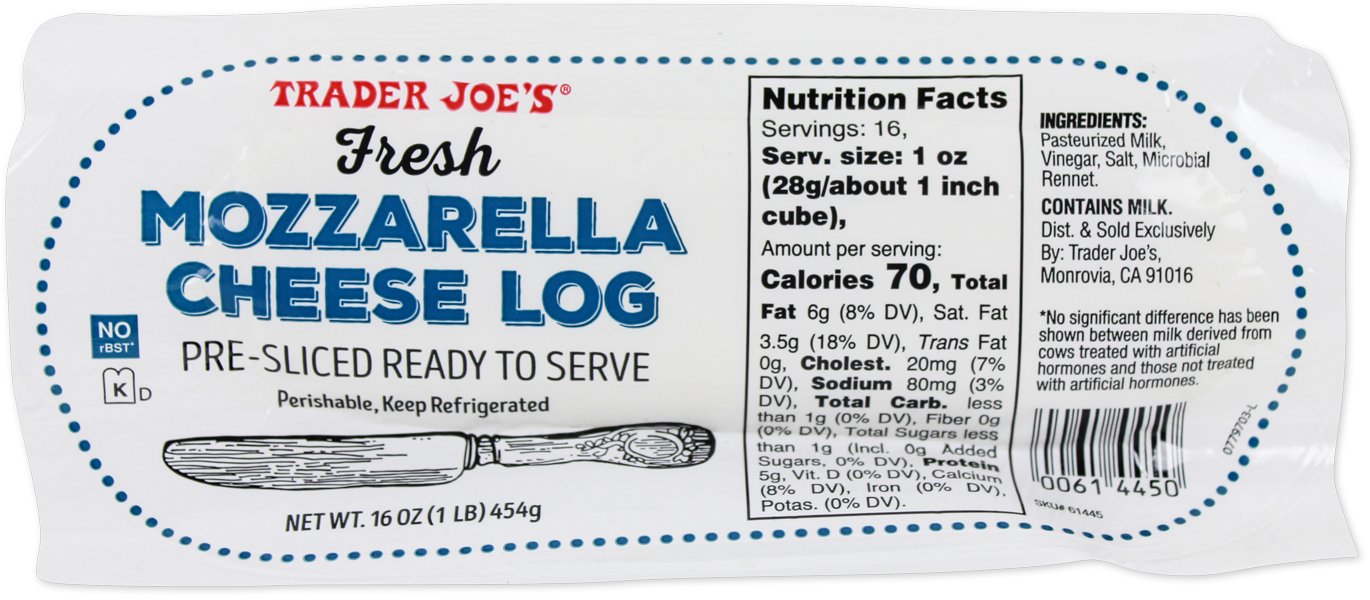 TRADER JOE'S®
Fresh
MOZZARELLA
CHEESE LOG
NO
rBST*
K D
PRE-SLICED READY TO SERVE
Perishable, Keep Refrigerated
NET WT. 16 OZ (1 LB) 454g
Nutrition Facts
Servings: 16,
Serv. size: 1 oz
(28g/about 1 inch
cube),
Amount per serving:
Calories 70, Total
Fat 6g (8% DV), Sat. Fat
3.5g (18% DV), Trans Fat
0g, Cholest. 20mg (7%
DV), Sodium 80mg (3%
DV), Total Carb. less
than 1g (0% DV), Fiber 0g
(0% DV), Total Sugars less
than 1g (Incl. 0g Added
Sugars, 0% DV), Protein
5g, Vit. D (0% DV), Calcium
(8% DV), Iron (0% DV),
Potas. (0% DV).
INGREDIENTS:
Pasteurized Milk,
Vinegar, Salt, Microbial
Rennet.
CONTAINS MILK.
Dist. & Sold Exclusively
By: Trader Joe's,
Monrovia, CA 91016
*No significant difference has been
shown between milk derived from
cows treated with artificial
hormones and those not treated
with artificial hormones.
0061 4450
SKU# 61445
0779703-L